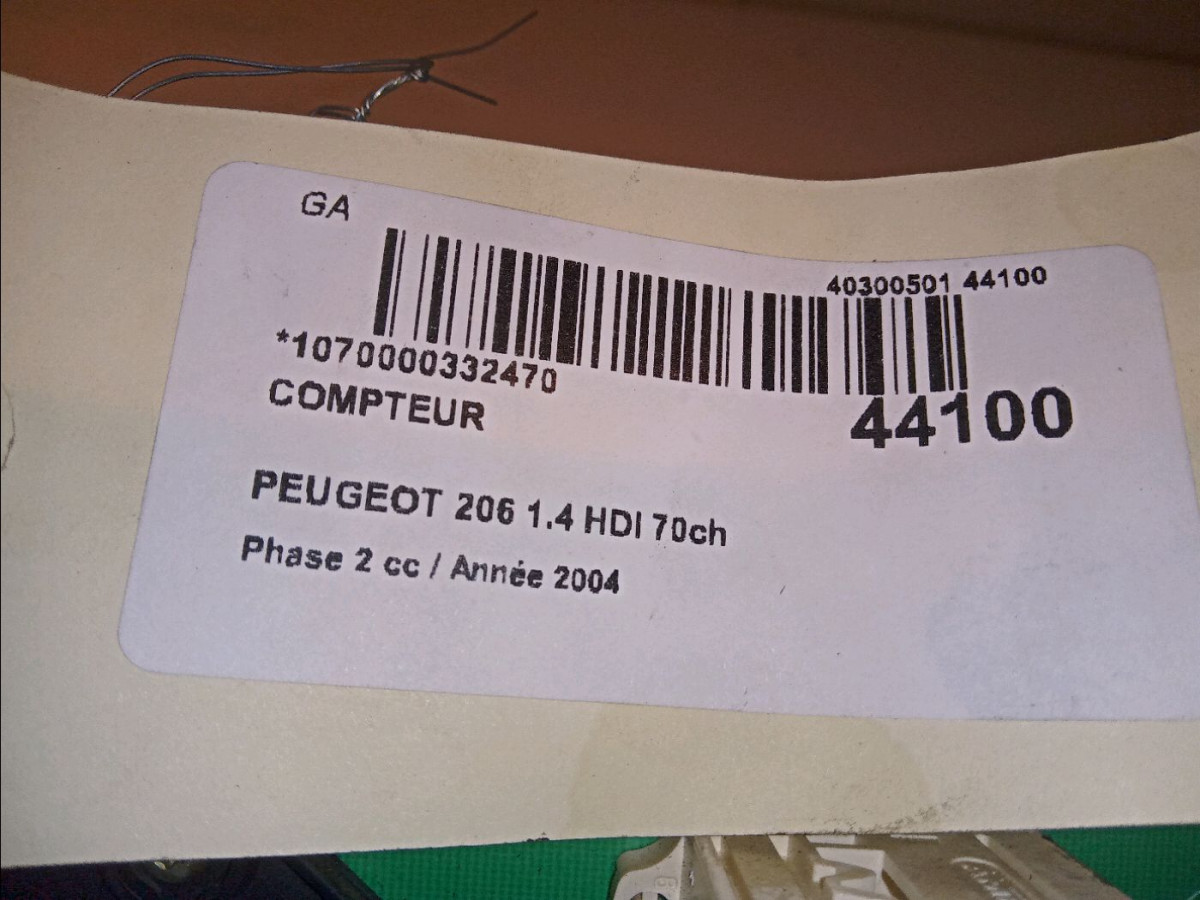 GA
40300501 44100
*1070000332470
COMPTEUR
44100
PEUGEOT 206 1.4 HDI 70ch
Phase 2 cc / Année 2004